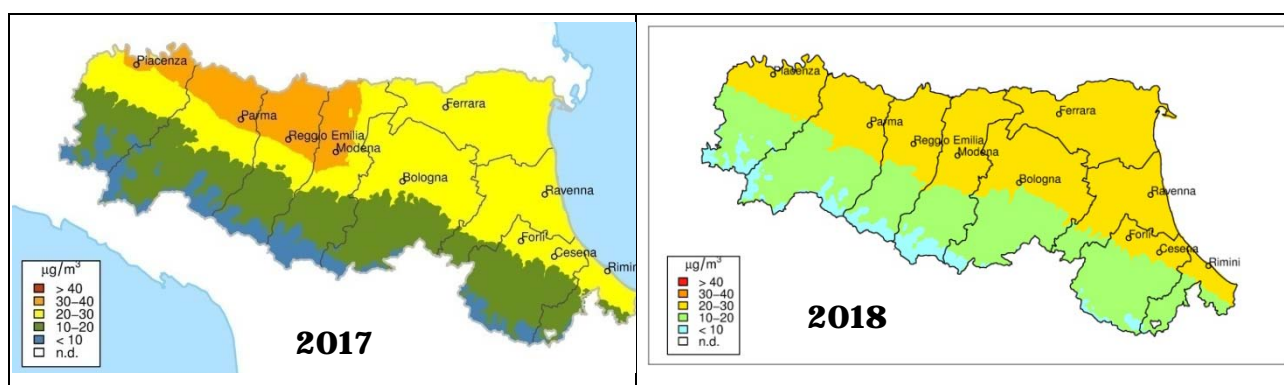 Piacenza
Parma
Reggio Emilia
Modena
Ferrara
Bologna
Ravenna
Forlì
Cesena
Rimini
µg/m³
> 40
30–40
20–30
10–20
< 10
n.d.
2017
Piacenza
Parma
Reggio Emilia
Modena
Ferrara
Bologna
Ravenna
Forlì
Cesena
Rimini
µg/m³
> 40
30–40
20–30
10–20
< 10
n.d.
2018